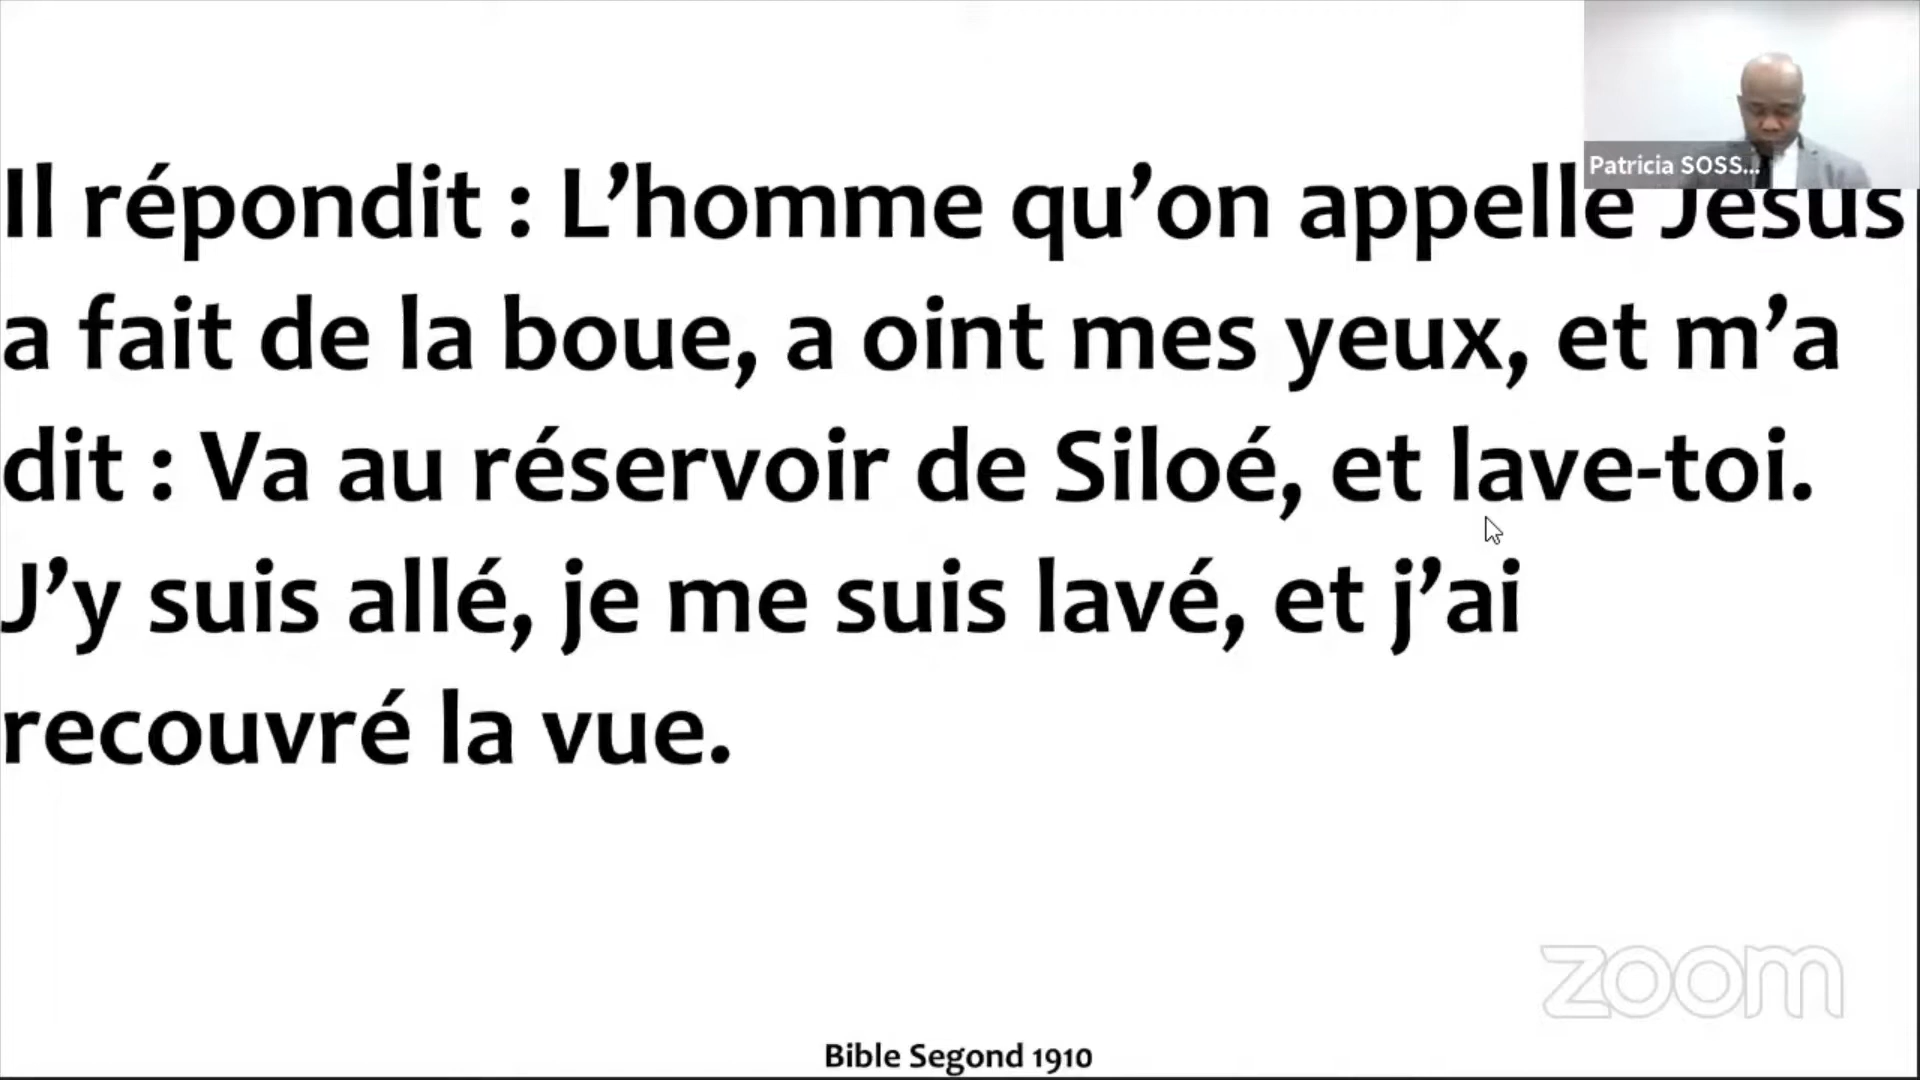 Patricia SOSS...
Il répondit : L’homme qu’on appelle Jésus
a fait de la boue, a oint mes yeux, et m’a
dit : Va au réservoir de Siloé, et lave-toi.
J’y suis allé, je me suis lavé, et j’ai
recouvré la vue.
zoom
Bible Segond 1910